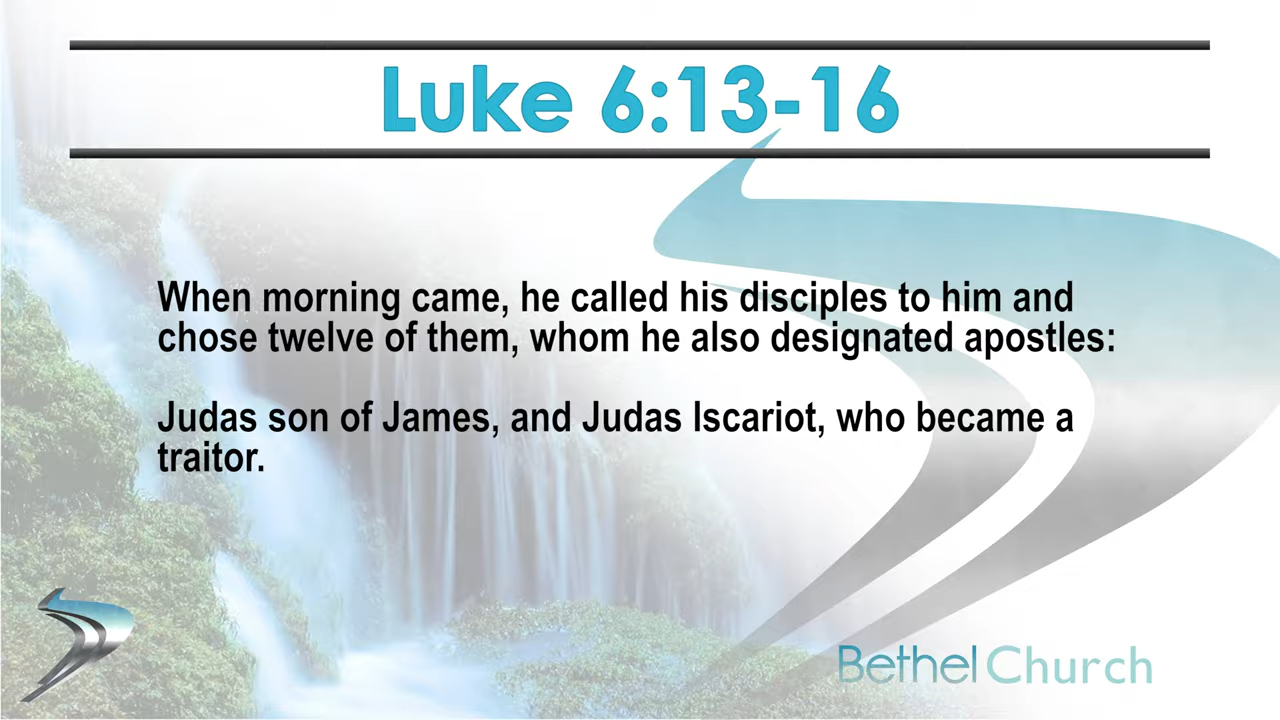 Luke 6:13-16
When morning came, he called his disciples to him and
chose twelve of them, whom he also designated apostles:
Judas son of James, and Judas Iscariot, who became a
traitor.
Bethel Church